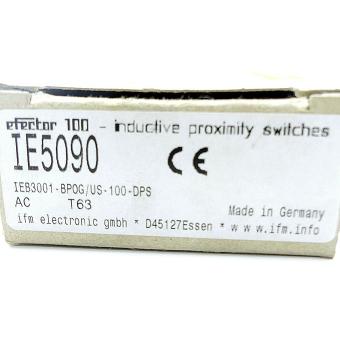 efector 100 - inductive proximity switches
IE5090
CE
IEB3001-BPOG/US-100-DPS
AC T63
Made in Germany
ifm electronic gmbh * D45127Essen * www.ifm.info